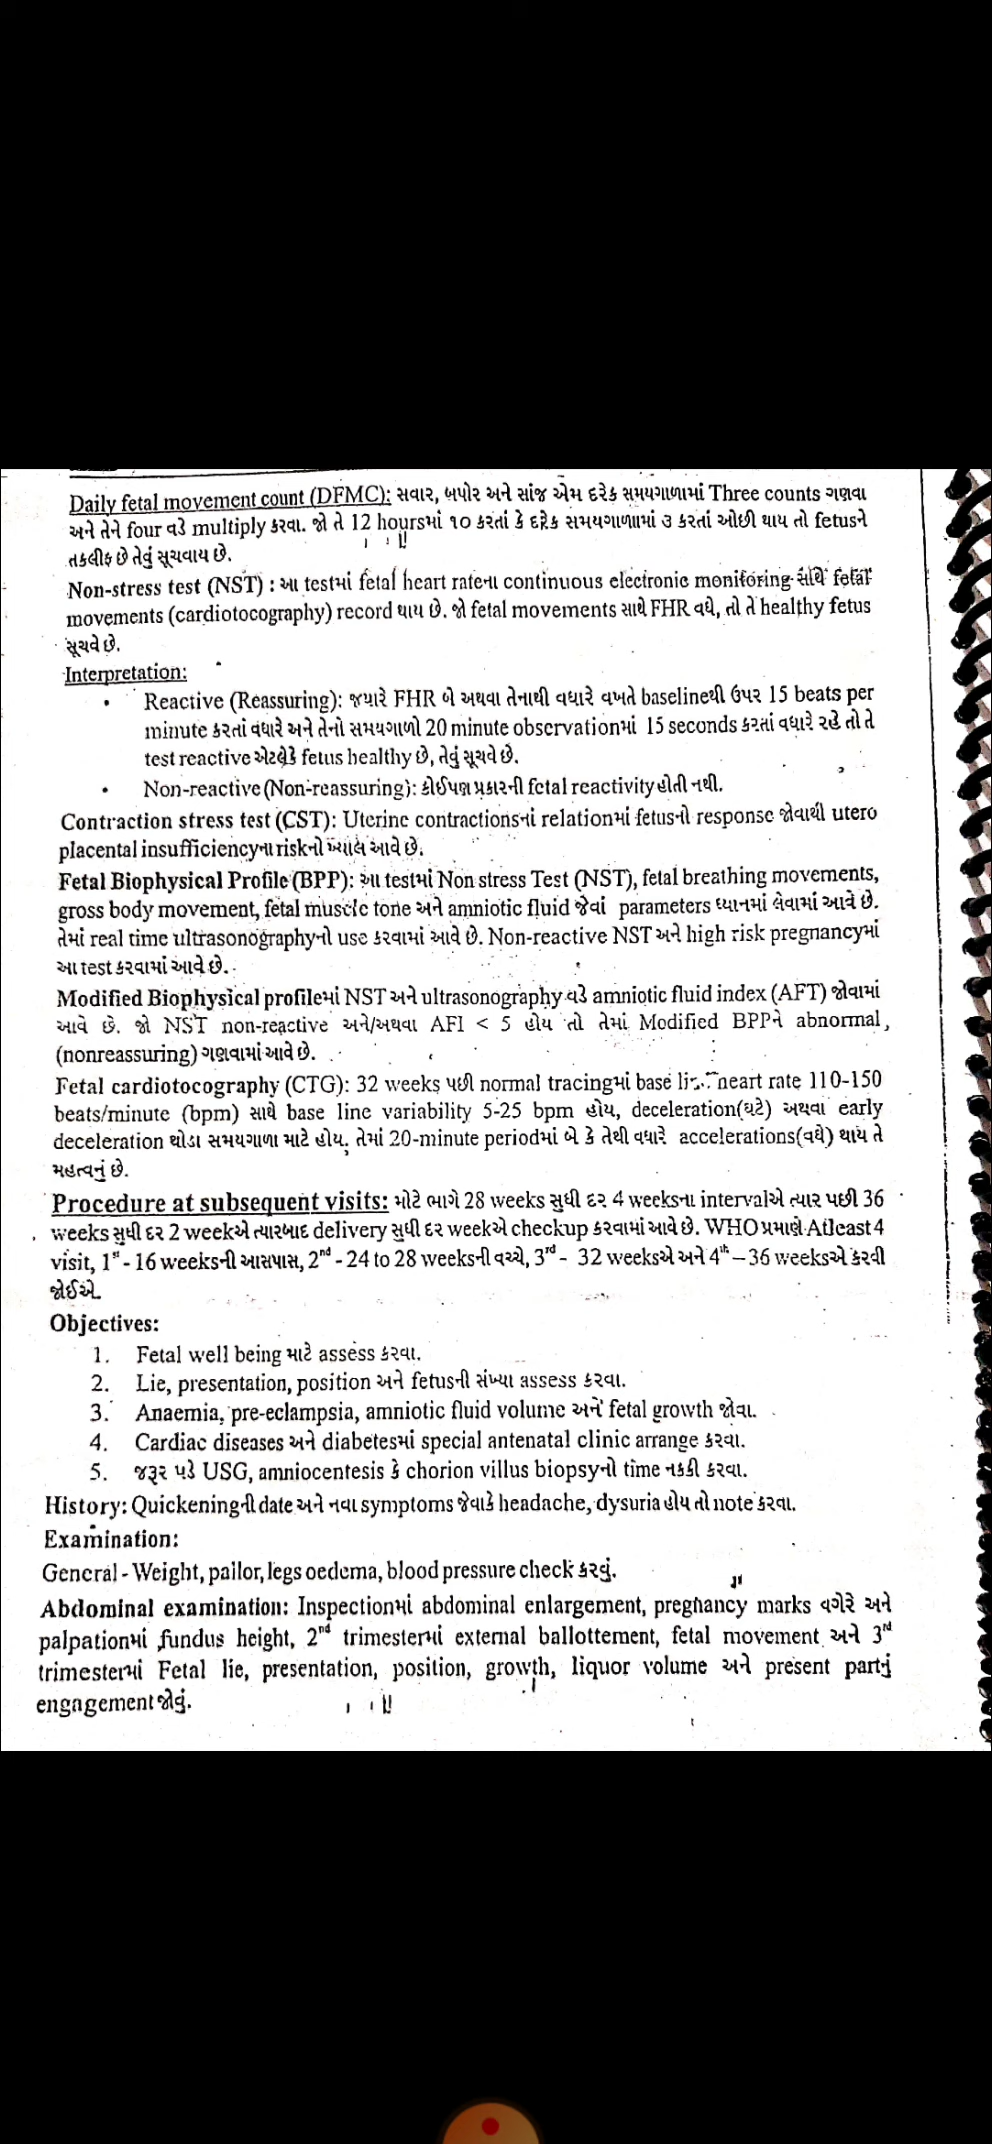 Daily fetal movement count (DFMC): સવાર, બપોર અને સાંજ એમ દરેક સમયગાળામાં Three counts ગણવા
અને તેને four વડે multiply કરવા. જો તે 12 hoursમાં ૧૦ કરતાં કે દરેક સમયગાળામાં ૩ કરતાં ઓછી થાય તો fetusને
તકલીફ છે તેવું સૂચવાય છે.
Non-stress test (NST) : આ testમાં fetal heart rateના continuous electronic monitoring સાથે fetal
movements (cardiotocography) record થાય છે. જો fetal movements સાથે FHR વધે, તો તે healthy fetus
સૂચવે છે.
Interpretation:
• Reactive (Reassuring): જયારે FHR બે અથવા તેનાથી વધારે વખતે baselineથી ઉપર 15 beats per
minute કરતાં વધારે અને તેનો સમયગાળો 20 minute observationમાં 15 seconds કરતાં વધારે રહે તો તે
test reactive એટલેકે fetus healthy છે, તેવું સૂચવે છે.
• Non-reactive (Non-reassuring): કોઈપણ પ્રકારની fetal reactivity હોતી નથી.
Contraction stress test (CST): Uterine contractionsનાં relationમાં fetusનો response જોવાથી utero
placental insufficiencyના riskનો ખ્યાલ આવે છે.
Fetal Biophysical Profile (BPP): આ testમાં Non stress Test (NST), fetal breathing movements,
gross body movement, fetal muscle tone અને amniotic fluid જેવાં parameters ધ્યાનમાં લેવામાં આવે છે.
તેમાં real time ultrasonographyનો use કરવામાં આવે છે. Non-reactive NST અને high risk pregnancyમાં
આ test કરવામાં આવે છે.
Modified Biophysical profileમાં NST અને ultrasonography વડે amniotic fluid index (AFT) જોવામાં
આવે છે. જો NST non-reactive અને/અથવા AFI < 5 હોય તો તેમાં Modified BPPને abnormal,
(nonreassuring) ગણવામાં આવે છે.
Fetal cardiotocography (CTG): 32 weeks પછી normal tracingમાં base heart rate 110-150
beats/minute (bpm) સાથે base line variability 5-25 bpm હોય, deceleration(ઘટે) અથવા early
deceleration થોડા સમયગાળા માટે હોય, તેમાં 20-minute periodમાં બે કે તેથી વધારે accelerations(વધે) થાય તે
મહત્વનું છે.
Procedure at subsequent visits: મોટે ભાગે 28 weeks સુધી દર 4 weeksના intervalએ ત્યાર પછી 36
weeks સુધી દર 2 weekએ ત્યારબાદ delivery સુધી દર weekએ checkup કરવામાં આવે છે. WHO પ્રમાણે Atleast 4
visit, 1st - 16 weeksની આસપાસ, 2nd - 24 to 28 weeksની વચ્ચે, 3rd - 32 weeksએ અને 4th – 36 weeksએ કરવી
જોઈએ.
Objectives:
1. Fetal well being માટે assess કરવા.
2. Lie, presentation, position અને fetusની સંખ્યા assess કરવા.
3. Anaemia, pre-eclampsia, amniotic fluid volume અને fetal growth જોવા.
4. Cardiac diseases અને diabetesમાં special antenatal clinic arrange કરવા.
5. જરૂર પડે USG, amniocentesis કે chorion villus biopsyનો time નક્કી કરવા.
History: Quickeningની date અને નવા symptoms જેવાકે headache, dysuria હોય તો note કરવા.
Examination:
General - Weight, pallor, legs oedema, blood pressure check કરવું.
Abdominal examination: Inspectionમાં abdominal enlargement, pregnancy marks વગેરે અને
palpationમાં fundus height, 2nd trimesterમાં external ballottement, fetal movement અને 3rd
trimesterમાં Fetal lie, presentation, position, growth, liquor volume અને present partનું
engagement જોવું.